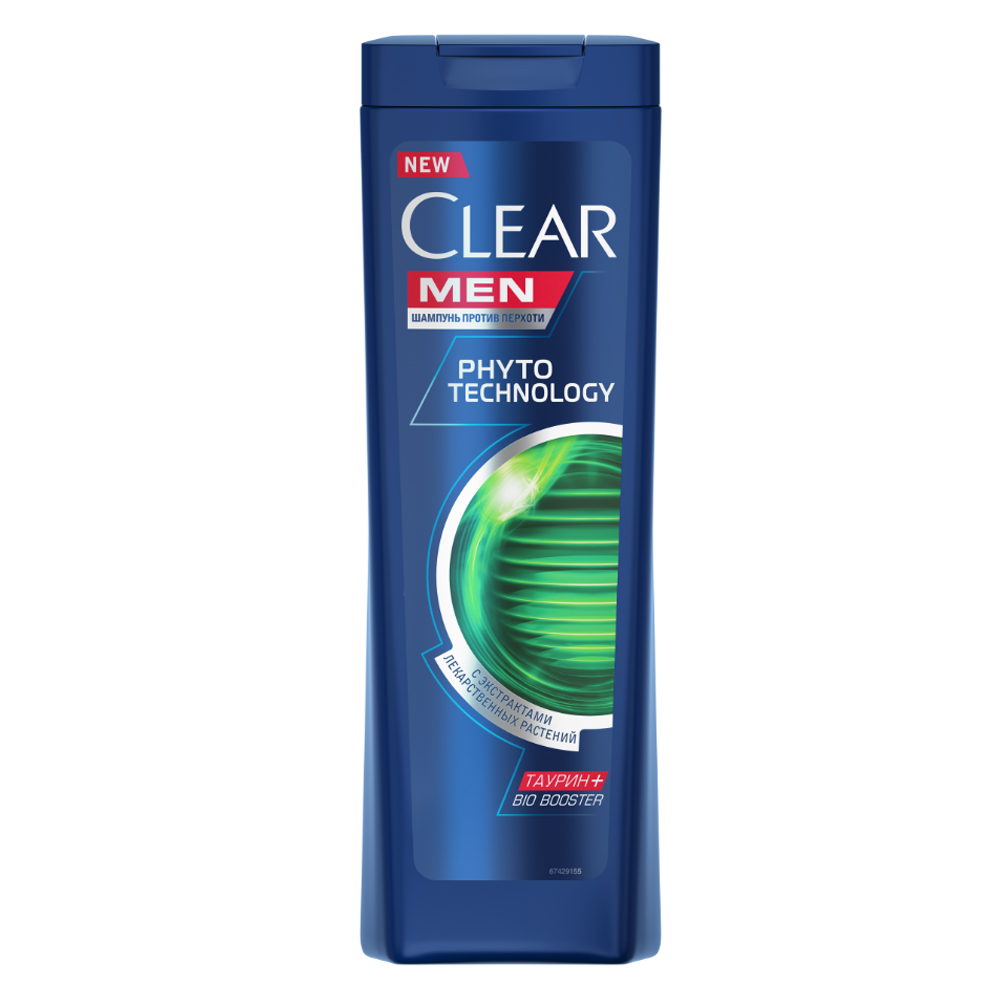 NEW
CLEAR
MEN
ШАМПУНЬ ПРОТИВ ПЕРХОТИ
PHYTO
TECHNOLOGY
С ЭКСТРАКТАМИ
ЛЕКАРСТВЕННЫХ РАСТЕНИЙ
ТАУРИН+
BIO BOOSTER
67429155